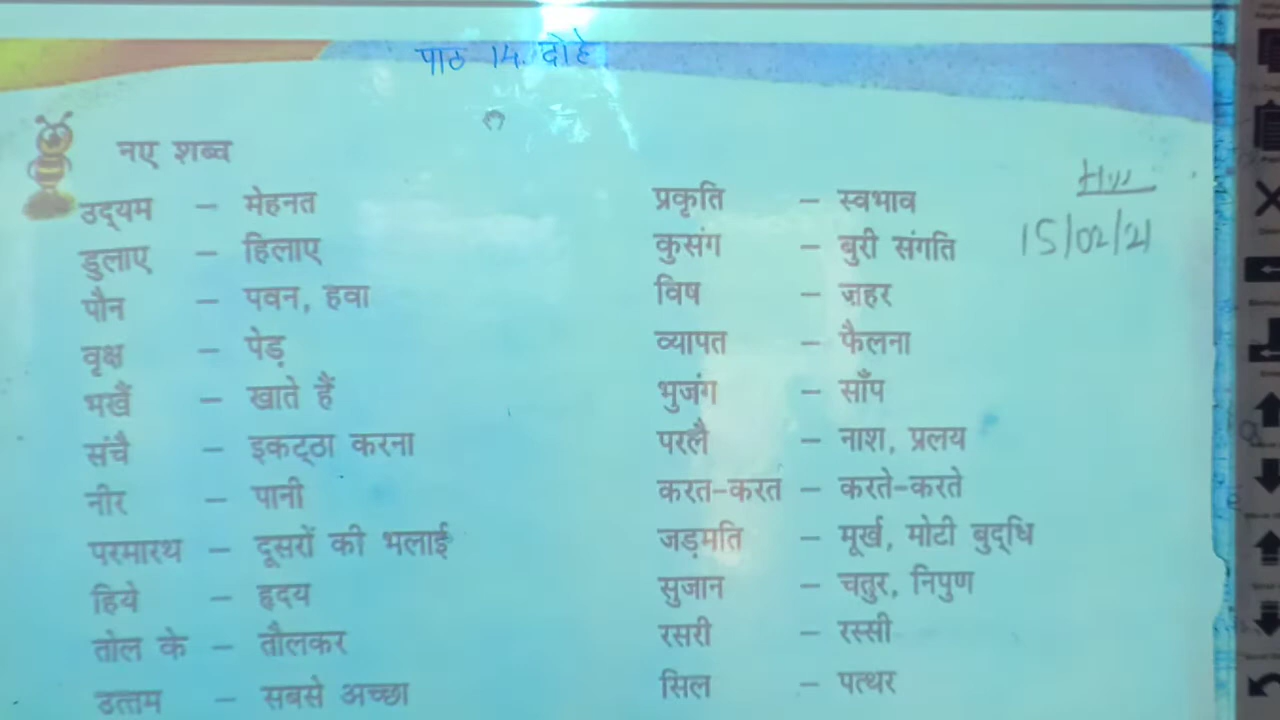 पाठ 14. दोहे
नए शब्द
उद्यम – मेहनत
डुलाए – हिलाए
पौन – पवन, हवा
वृक्ष – पेड़
भखैं – खाते हैं
संचै – इकट्ठा करना
नीर – पानी
परमारथ – दूसरों की भलाई
हिये – हृदय
तोल के – तौलकर
उत्तम – सबसे अच्छा
प्रकृति – स्वभाव
कुसंग – बुरी संगति
विष – ज़हर
व्यापत – फैलना
भुजंग – साँप
परलै – नाश, प्रलय
करत-करत – करते-करते
जड़मति – मूर्ख, मोटी बुद्धि
सुजान – चतुर, निपुण
रसरी – रस्सी
सिल – पत्थर
15/02/21